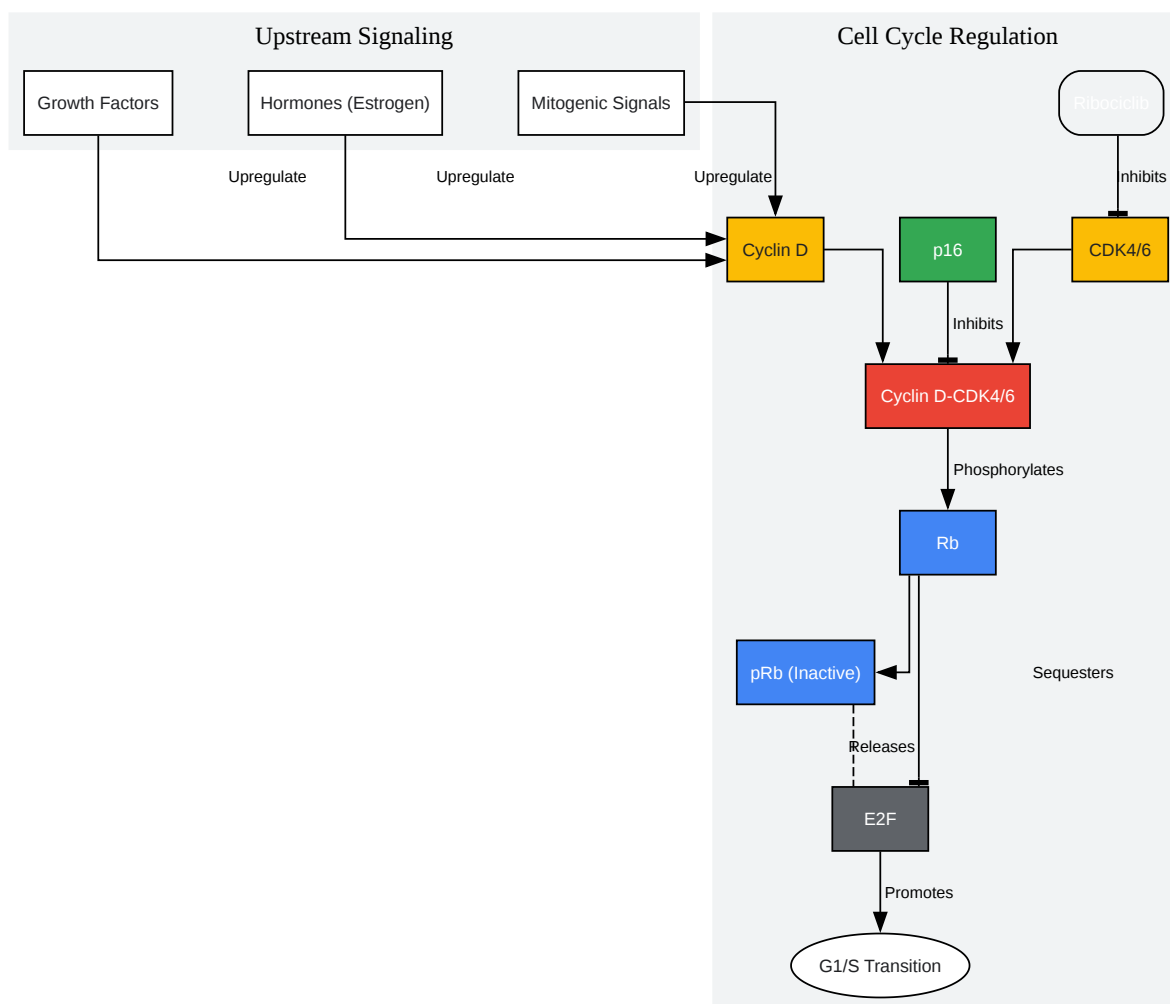 Upstream Signaling
Cell Cycle Regulation
Growth Factors
Hormones (Estrogen)
Mitogenic Signals
Ribociclib
Upregulate
Upregulate
Upregulate
Inhibits
Cyclin D
p16
CDK4/6
Inhibits
Cyclin D-CDK4/6
Phosphorylates
Rb
pRb (Inactive)
Sequesters
Releases
E2F
Promotes
G1/S Transition